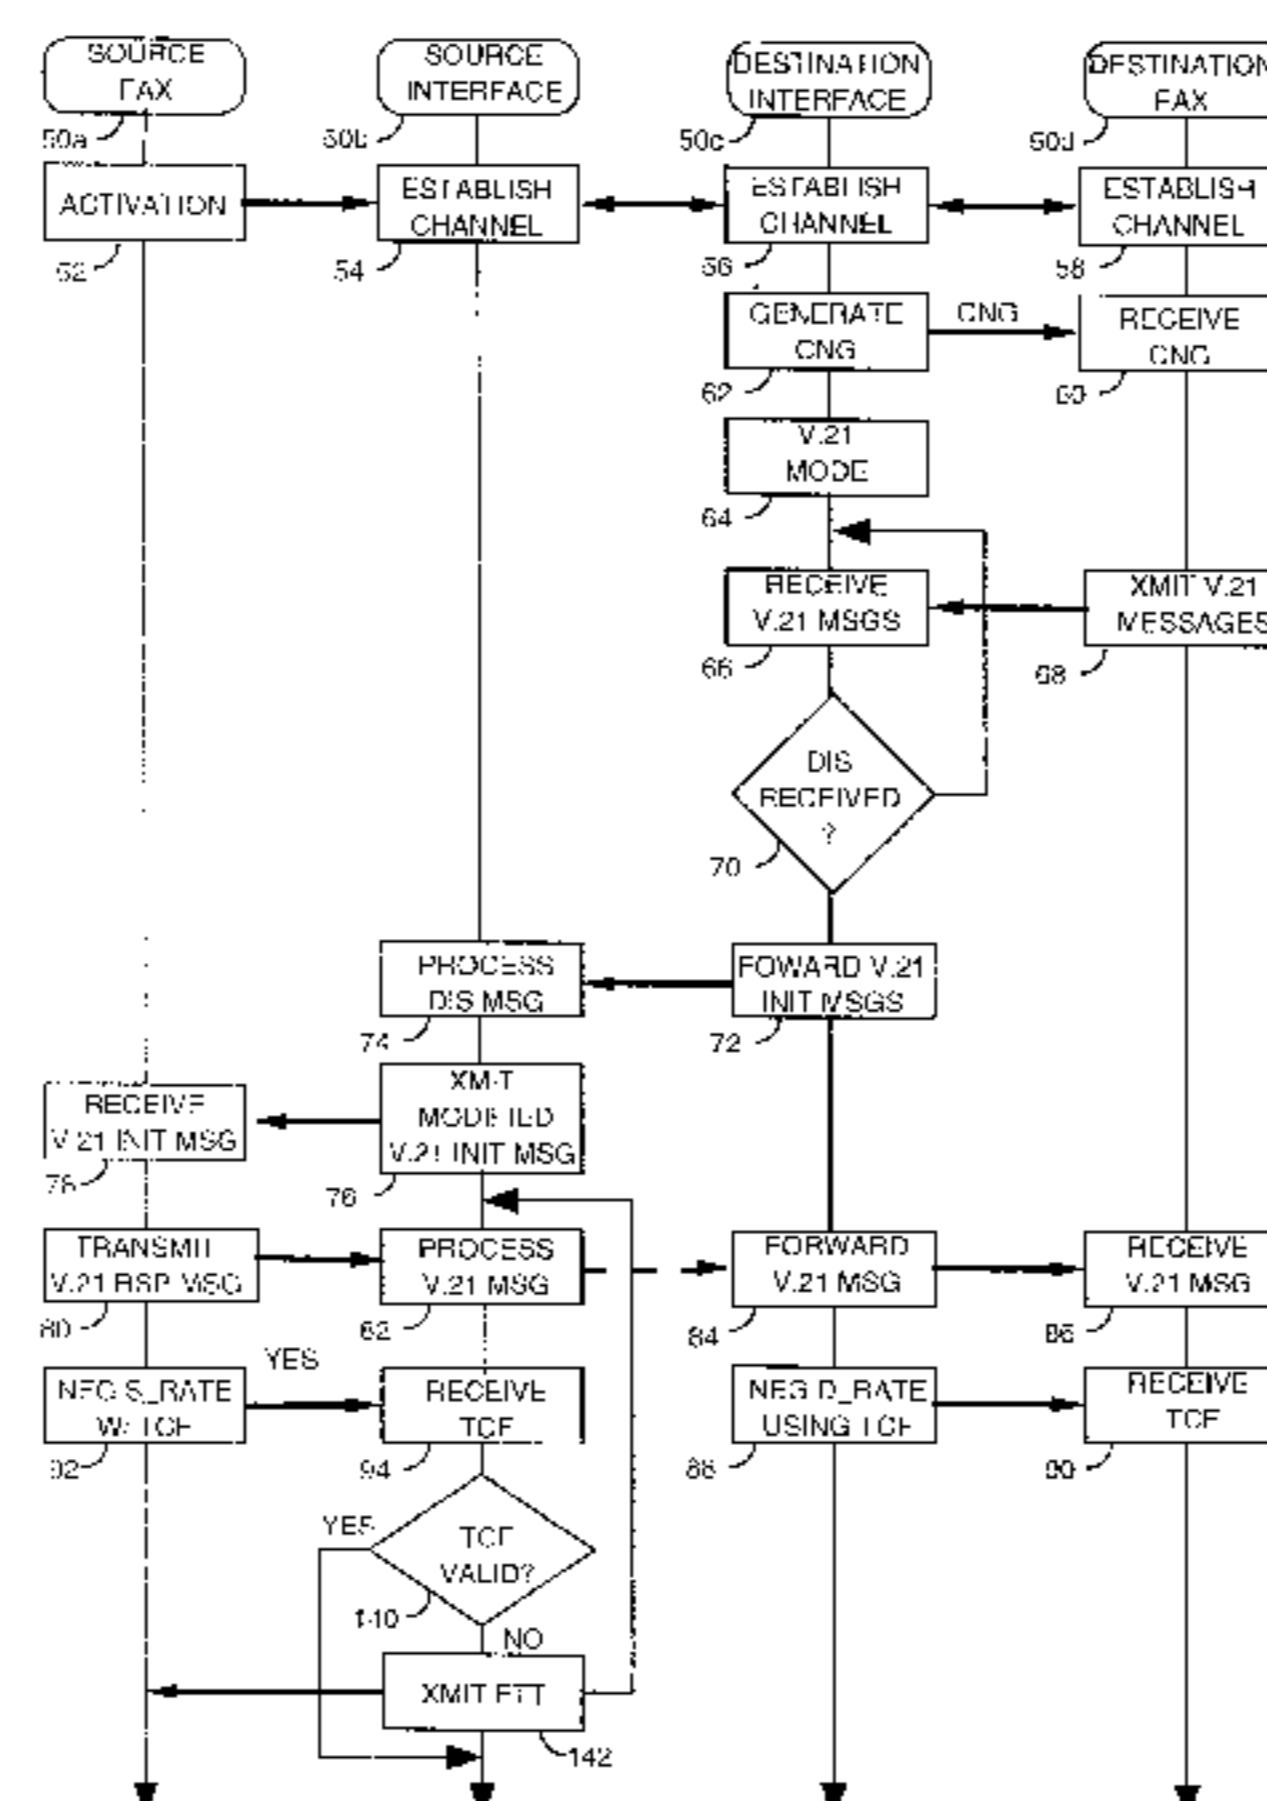 SOURCE
FAX
SOURCE
INTERFACE
DESTINATION
INTERFACE
DESTINATION
FAX
50a
50b
50c
50d
ACTIVATION
ESTABLISH
CHANNEL
ESTABLISH
CHANNEL
ESTABLISH
CHANNEL
52
54
56
58
GENERATE
CNG
CNG
RECEIVE
CNG
62
60
V.21
MODE
64
RECEIVE
V.21 MSGS
XMIT V.21
MESSAGES
66
68
DIS
RECEIVED
?
70
PROCESS
DIS MSG
FOWARD V.21
INIT MSGS
74
72
RECEIVE
V.21 INIT MSG
XMIT
MODIFIED
V.21 INIT MSG
78
76
TRANSMIT
V.21 RSP MSG
PROCESS
V.21 MSG
FORWARD
V.21 MSG
RECEIVE
V.21 MSG
80
82
84
86
YES
NEG S_RATE
W/ TCF
RECEIVE
TCF
NEG D_RATE
USING TCF
RECEIVE
TCF
92
94
88
90
YES
TCF
VALID?
140
NO
XMIT FTT
142